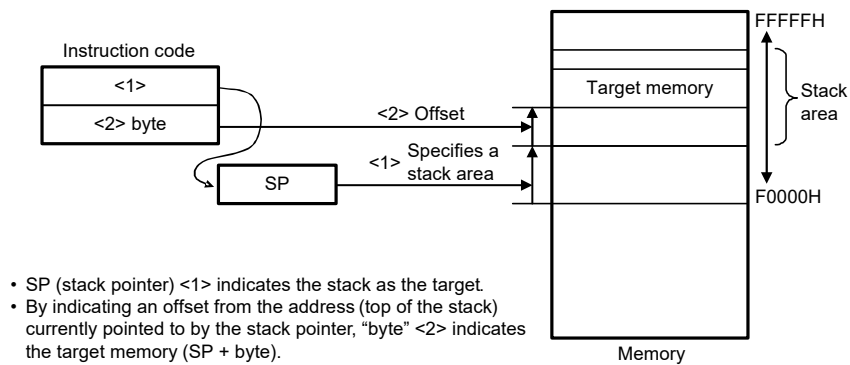 FFFFFH
Instruction code
<1>
<2> byte
Target memory
Stack
area
<2> Offset
<1>
Specifies a
stack area
SP
F0000H
• SP (stack pointer) <1> indicates the stack as the target.
• By indicating an offset from the address (top of the stack)
currently pointed to by the stack pointer, “byte” <2> indicates
the target memory (SP + byte).
Memory